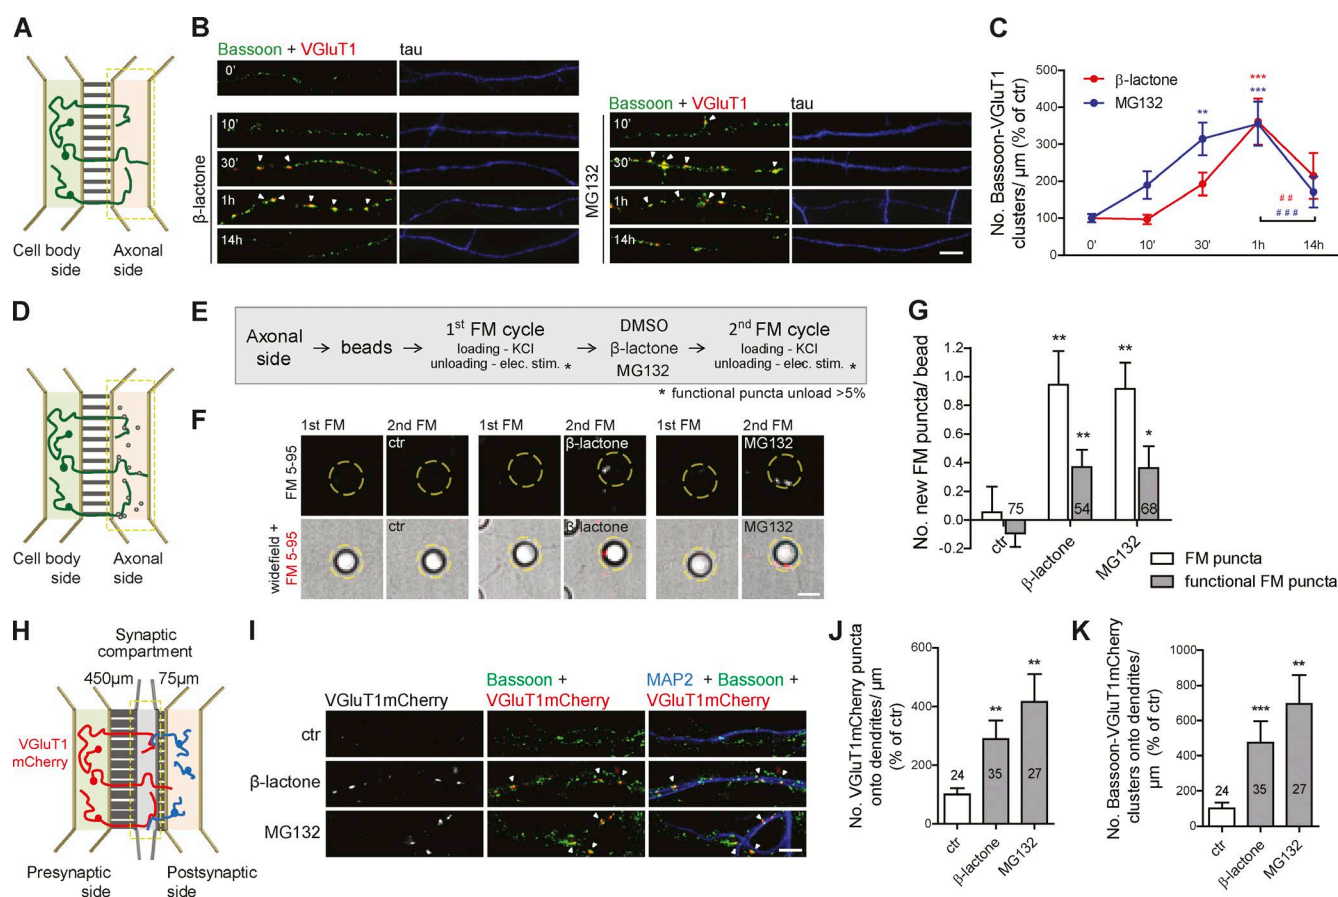 A
Cell body
side
Axonal
side
B
Bassoon + VGluT1
tau
0'
β-lactone
10'
30'
1h
14h
Bassoon + VGluT1
tau
MG132
10'
30'
1h
14h
C
No. Bassoon-VGluT1
clusters/ µm (% of ctr)
500
400
300
200
100
0
β-lactone
MG132
***
***
**
# #
# # #
0'
10'
30'
1h
14h
D
Cell body
side
Axonal
side
E
Axonal
side
beads
1st FM cycle
loading - KCl
unloading - elec. stim. *
DMSO
β-lactone
MG132
2nd FM cycle
loading - KCl
unloading - elec. stim. *
* functional puncta unload >5%
F
1st FM
2nd FM
1st FM
2nd FM
1st FM
2nd FM
FM 5-95
ctr
β-lactone
MG132
widefield +
FM 5-95
ctr
β-lactone
MG132
G
No. new FM puncta/ bead
1.2
1.0
0.8
0.6
0.4
0.2
0.0
-0.2
**
**
**
*
75
54
68
ctr
β-lactone
MG132
FM puncta
functional FM puncta
H
Synaptic
compartment
450µm
75µm
VGluT1
mCherry
Presynaptic
side
Postsynaptic
side
I
VGluT1mCherry
Bassoon +
VGluT1mCherry
MAP2 + Bassoon +
VGluT1mCherry
ctr
β-lactone
MG132
J
No. VGluT1mCherry puncta
onto dendrites/ µm
(% of ctr)
600
400
200
0
**
**
24
35
27
ctr
β-lactone
MG132
K
No. Bassoon-VGluT1mCherry
clusters onto dendrites/
µm (% of ctr)
1000
800
600
400
200
0
***
**
24
35
27
ctr
β-lactone
MG132